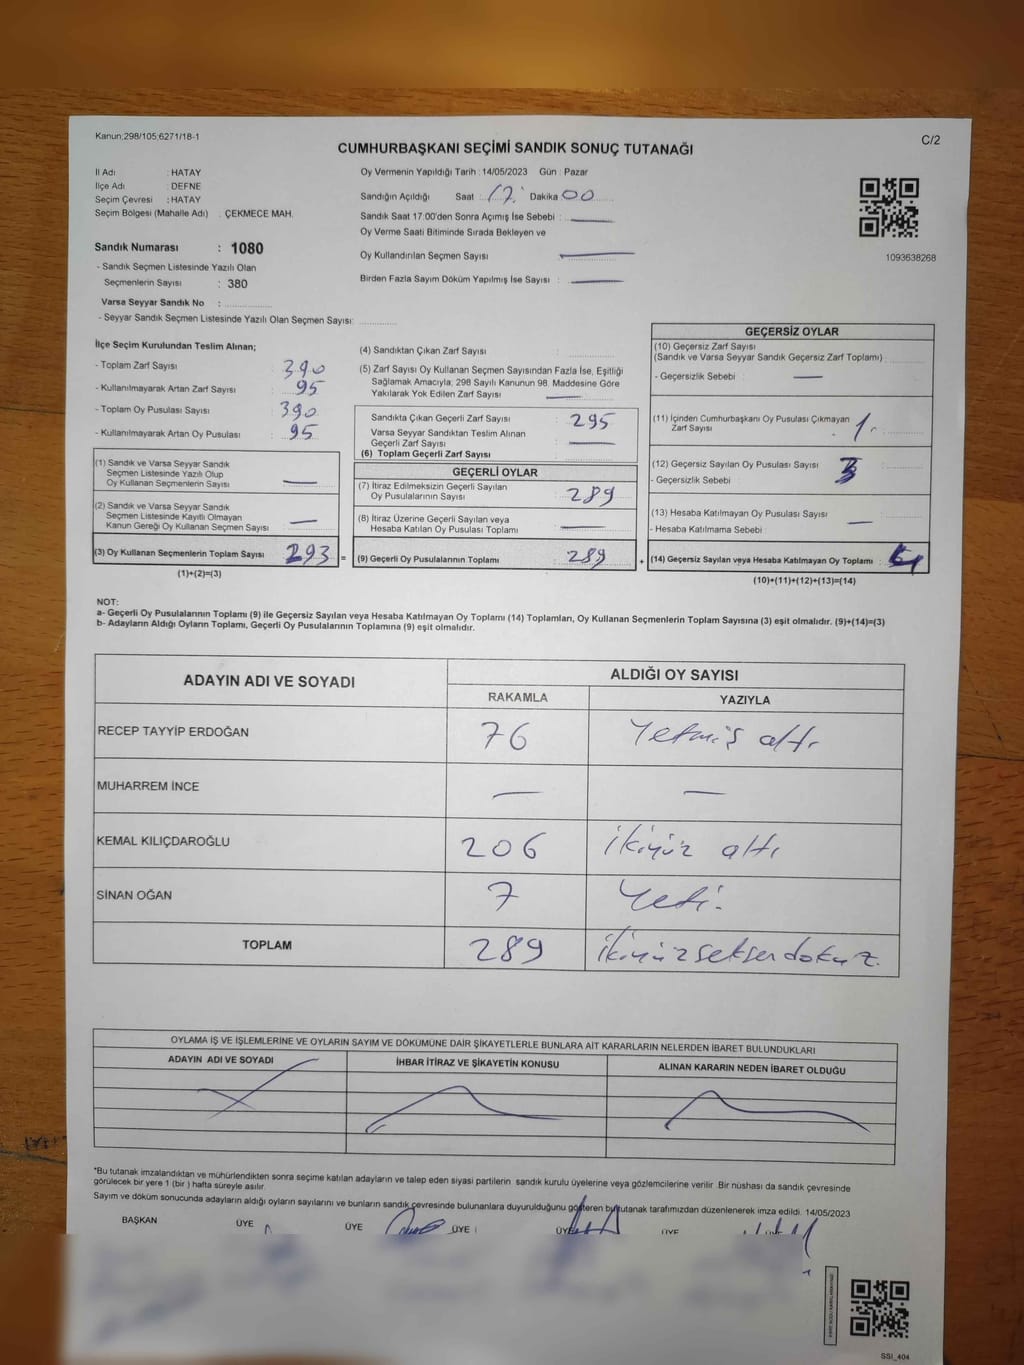 Kanun;298/105;6271/18-1
C/2
CUMHURBAŞKANI SEÇİMİ SANDIK SONUÇ TUTANAĞI
İl Adı : HATAY
İlçe Adı : DEFNE
Seçim Çevresi : HATAY
Seçim Bölgesi (Mahalle Adı) : ÇEKMECE MAH.
Sandık Numarası : 1080
- Sandık Seçmen Listesinde Yazılı Olan
Seçmenlerin Sayısı : 380
Varsa Seyyar Sandık No :
- Seyyar Sandık Seçmen Listesinde Yazılı Olan Seçmen Sayısı:
Oy Vermenin Yapıldığı Tarih : 14/05/2023 Gün : Pazar
Sandığın Açıldığı Saat : 17 Dakika 00
Sandık Saat 17:00'den Sonra Açımış İse Sebebi : —
Oy Verme Saati Bitiminde Sırada Bekleyen ve
Oy Kullandırılan Seçmen Sayısı : —
Birden Fazla Sayım Döküm Yapılmış İse Sayısı : —
1093638268
İlçe Seçim Kurulundan Teslim Alınan;
- Toplam Zarf Sayısı : 390
- Kullanılmayarak Artan Zarf Sayısı : 95
- Toplam Oy Pusulası Sayısı : 390
- Kullanılmayarak Artan Oy Pusulası : 95
(1) Sandık ve Varsa Seyyar Sandık
Seçmen Listesinde Yazılı Olup
Oy Kullanan Seçmenlerin Sayısı : —
(2) Sandık ve Varsa Seyyar Sandık
Seçmen Listesinde Kayıtlı Olmayan
Kanun Gereği Oy Kullanan Seçmen Sayısı : —
(3) Oy Kullanan Seçmenlerin Toplam Sayısı : 293 =
(1)+(2)=(3)
(4) Sandıktan Çıkan Zarf Sayısı :
(5) Zarf Sayısı Oy Kullanan Seçmen Sayısından Fazla İse, Eşitliği
Sağlamak Amacıyla; 298 Sayılı Kanunun 98. Maddesine Göre
Yakılarak Yok Edilen Zarf Sayısı : —
Sandıkta Çıkan Geçerli Zarf Sayısı : 295
Varsa Seyyar Sandıktan Teslim Alınan
Geçerli Zarf Sayısı : —
(6) Toplam Geçerli Zarf Sayısı
GEÇERLİ OYLAR
(7) İtiraz Edilmeksizin Geçerli Sayılan
Oy Pusulalarının Sayısı : 289
(8) İtiraz Üzerine Geçerli Sayılan veya
Hesaba Katılan Oy Pusulası Toplamı : —
(9) Geçerli Oy Pusulalarının Toplamı : 289 +
GEÇERSİZ OYLAR
(10) Geçersiz Zarf Sayısı
(Sandık ve Varsa Seyyar Sandık Geçersiz Zarf Toplamı) :
- Geçersizlik Sebebi : —
(11) İçinden Cumhurbaşkanı Oy Pusulası Çıkmayan
Zarf Sayısı : 1
(12) Geçersiz Sayılan Oy Pusulası Sayısı : 3
- Geçersizlik Sebebi :
(13) Hesaba Katılmayan Oy Pusulası Sayısı : —
- Hesaba Katılmama Sebebi :
(14) Geçersiz Sayılan veya Hesaba Katılmayan Oy Toplamı :
(10)+(11)+(12)+(13)=(14)
NOT:
a- Geçerli Oy Pusulalarının Toplamı (9) ile Geçersiz Sayılan veya Hesaba Katılmayan Oy Toplamı (14) Toplamları, Oy Kullanan Seçmenlerin Toplam Sayısına (3) eşit olmalıdır. (9)+(14)=(3)
b- Adayların Aldığı Oyların Toplamı, Geçerli Oy Pusulalarının Toplamına (9) eşit olmalıdır.
ADAYIN ADI VE SOYADI
ALDIĞI OY SAYISI
RAKAMLA YAZIYLA
RECEP TAYYİP ERDOĞAN 76 Yetmiş altı
MUHARREM İNCE — —
KEMAL KILIÇDAROĞLU 206 ikiyüz altı
SİNAN OĞAN 7 Yedi.
TOPLAM 289 ikiyüzseksendokuz.
OYLAMA İŞ VE İŞLEMLERİNE VE OYLARIN SAYIM VE DÖKÜMÜNE DAİR ŞİKAYETLERLE BUNLARA AİT KARARLARIN NELERDEN İBARET BULUNDUKLARI
ADAYIN ADI VE SOYADI İHBAR İTİRAZ VE ŞİKAYETİN KONUSU ALINAN KARARIN NEDEN İBARET OLDUĞU
*Bu tutanak imzalandıktan ve mühürlendikten sonra seçime katılan adayların ve talep eden siyasi partilerin sandık kurulu üyelerine veya gözlemcilerine verilir. Bir nüshası da sandık çevresinde
görülecek bir yere 1 (bir ) hafta süreyle asılır.
Sayım ve döküm sonucunda adayların aldığı oyların sayılarını ve bunların sandık çevresinde bulunanlara duyurulduğunu gösteren bu tutanak tarafımızdan düzenlenerek imza edildi. 14/05/2023
BAŞKAN ÜYE ÜYE ÜYE ÜYE ÜYE
SSI_404